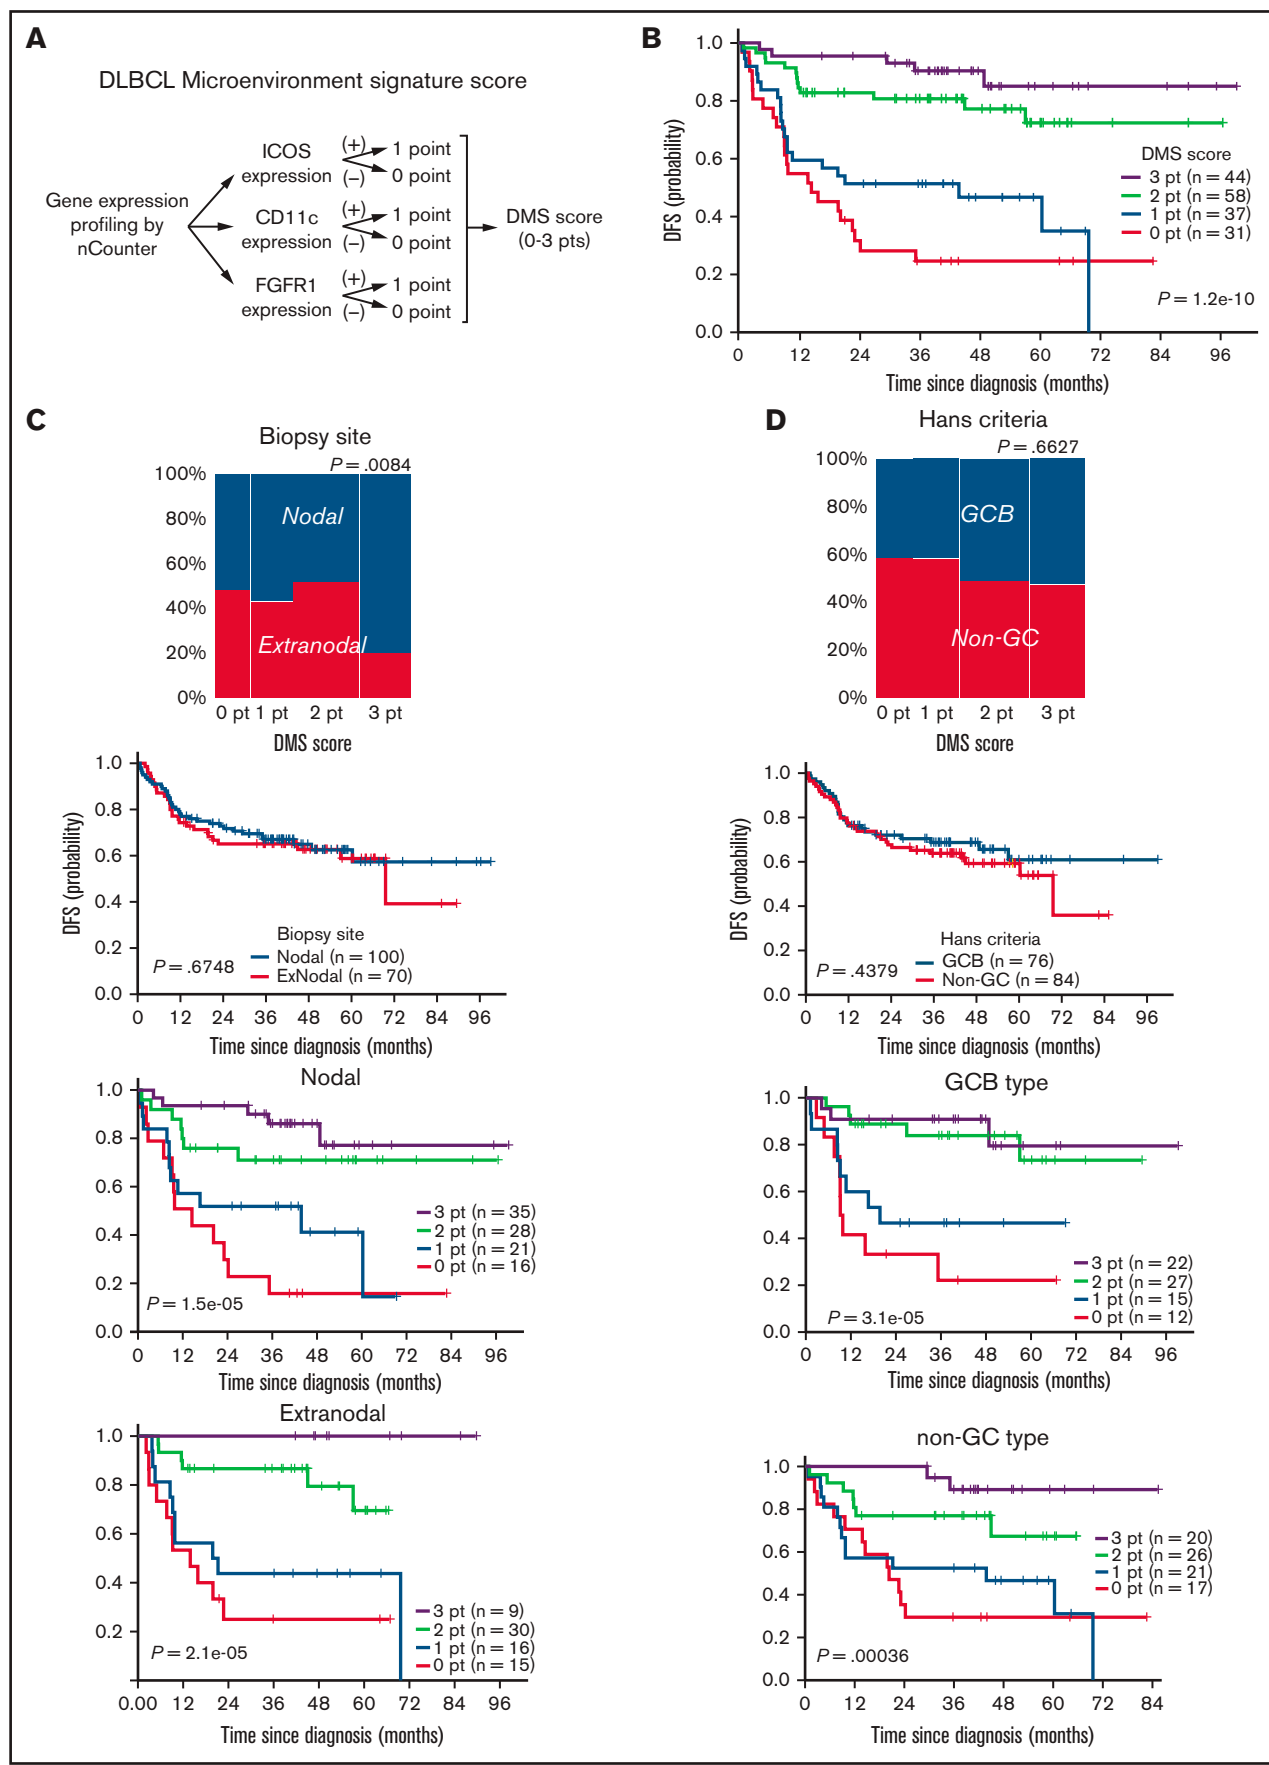 A
DLBCL Microenvironment signature score
Gene expression
profiling by
nCounter
ICOS
expression
(+)
(–)
1 point
0 point
CD11c
expression
(+)
(–)
1 point
0 point
FGFR1
expression
(+)
(–)
1 point
0 point
DMS score
(0-3 pts)
B
DFS (probability)
1.0
0.8
0.6
0.4
0.2
0.0
0 12 24 36 48 60 72 84 96
Time since diagnosis (months)
DMS score
3 pt (n = 44)
2 pt (n = 58)
1 pt (n = 37)
0 pt (n = 31)
P = 1.2e-10
C
Biopsy site
P = .0084
100%
80%
60%
40%
20%
0%
Nodal
Extranodal
0 pt 1 pt 2 pt 3 pt
DMS score
DFS (probability)
1.0
0.8
0.6
0.4
0.2
0.0
Biopsy site
Nodal (n = 100)
ExNodal (n = 70)
P = .6748
0 12 24 36 48 60 72 84 96
Time since diagnosis (months)
Nodal
1.0
0.8
0.6
0.4
0.2
0.0
3 pt (n = 35)
2 pt (n = 28)
1 pt (n = 21)
0 pt (n = 16)
P = 1.5e-05
0 12 24 36 48 60 72 84 96
Time since diagnosis (months)
Extranodal
1.0
0.8
0.6
0.4
0.2
3 pt (n = 9)
2 pt (n = 30)
1 pt (n = 16)
0 pt (n = 15)
P = 2.1e-05
0.00 12 24 36 48 60 72 84 96
Time since diagnosis (months)
D
Hans criteria
P = .6627
100%
80%
60%
40%
20%
0%
GCB
Non-GC
0 pt 1 pt 2 pt 3 pt
DMS score
DFS (probability)
1.0
0.8
0.6
0.4
0.2
0.0
Hans criteria
GCB (n = 76)
Non-GC (n = 84)
P = .4379
0 12 24 36 48 60 72 84 96
Time since diagnosis (months)
GCB type
1.0
0.8
0.6
0.4
0.2
0.0
3 pt (n = 22)
2 pt (n = 27)
1 pt (n = 15)
0 pt (n = 12)
P = 3.1e-05
0 12 24 36 48 60 72 84 96
Time since diagnosis (months)
non-GC type
1.0
0.8
0.6
0.4
0.2
0.0
3 pt (n = 20)
2 pt (n = 26)
1 pt (n = 21)
0 pt (n = 17)
P = .00036
0 12 24 36 48 60 72 84
Time since diagnosis (months)